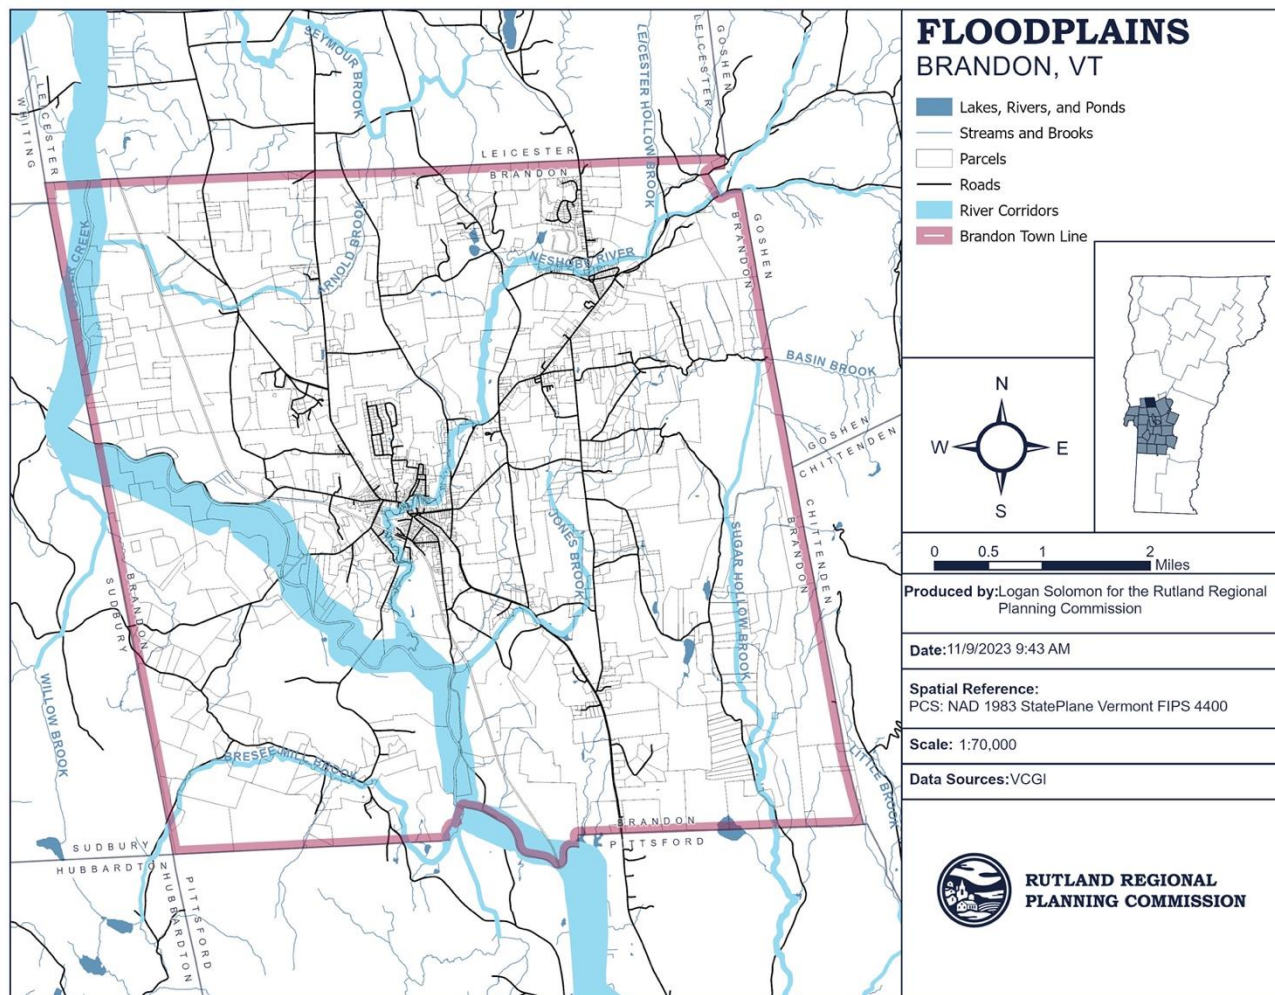 FLOODPLAINS
BRANDON, VT
Lakes, Rivers, and Ponds
Streams and Brooks
Parcels
Roads
River Corridors
Brandon Town Line
N
W
E
S
0 0.5 1 2
Miles
Produced by:Logan Solomon for the Rutland Regional
Planning Commission
Date:11/9/2023 9:43 AM
Spatial Reference:
PCS: NAD 1983 StatePlane Vermont FIPS 4400
Scale: 1:70,000
Data Sources:VCGI
RUTLAND REGIONAL
PLANNING COMMISSION
SEYMOUR BROOK
LEICESTER HOLLOW BROOK
LEICESTER
GOSHEN
LEICESTER
WHITING
LEICESTER
BRANDON
ARNOLD BROOK
NESHOBE RIVER
BRANDON
GOSHEN
CREEK
BASIN BROOK
GOSHEN
CHITTENDEN
JONES BROOK
SUGAR HOLLOW BROOK
CHITTENDEN
BRANDON
BRANDON
SUDBURY
WILLOW BROOK
BRESEE MILL BROOK
LITTLE BROOK
BRANDON
PITTSFORD
SUDBURY
HUBBARDTON
PITTSFORD
HUBBARDTON